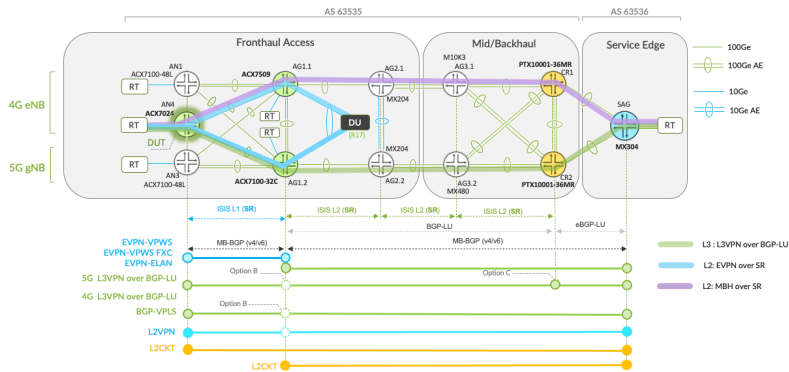 AS 63535
AS 63536
Fronthaul Access
Mid/Backhaul
Service Edge
4G eNB
5G gNB
AN1
ACX7100-48L
RT
AN4
ACX7024
RT
DUT
RT
AN3
ACX7100-48L
ACX7509
AG1.1
RT
RT
ACX7100-32C
AG1.2
AG2.1
MX204
DU
(R17)
MX204
AG2.2
M10K3
AG3.1
AG3.2
MX480
PTX10001-36MR
CR1
CR2
PTX10001-36MR
SAG
MX304
RT
100Ge
100Ge AE
10Ge
10Ge AE
ISIS L1 (SR)
ISIS L2 (SR)
ISIS L2 (SR)
ISIS L2 (SR)
BGP-LU
eBGP-LU
MB-BGP (v4/v6)
MB-BGP (v4/v6)
EVPN-VPWS
EVPN-VPWS FXC
EVPN-ELAN
Option B
Option C
5G L3VPN over BGP-LU
4G L3VPN over BGP-LU
Option B
BGP-VPLS
L2VPN
L2CKT
L2CKT
L3 : L3VPN over BGP-LU
L2: EVPN over SR
L2: MBH over SR